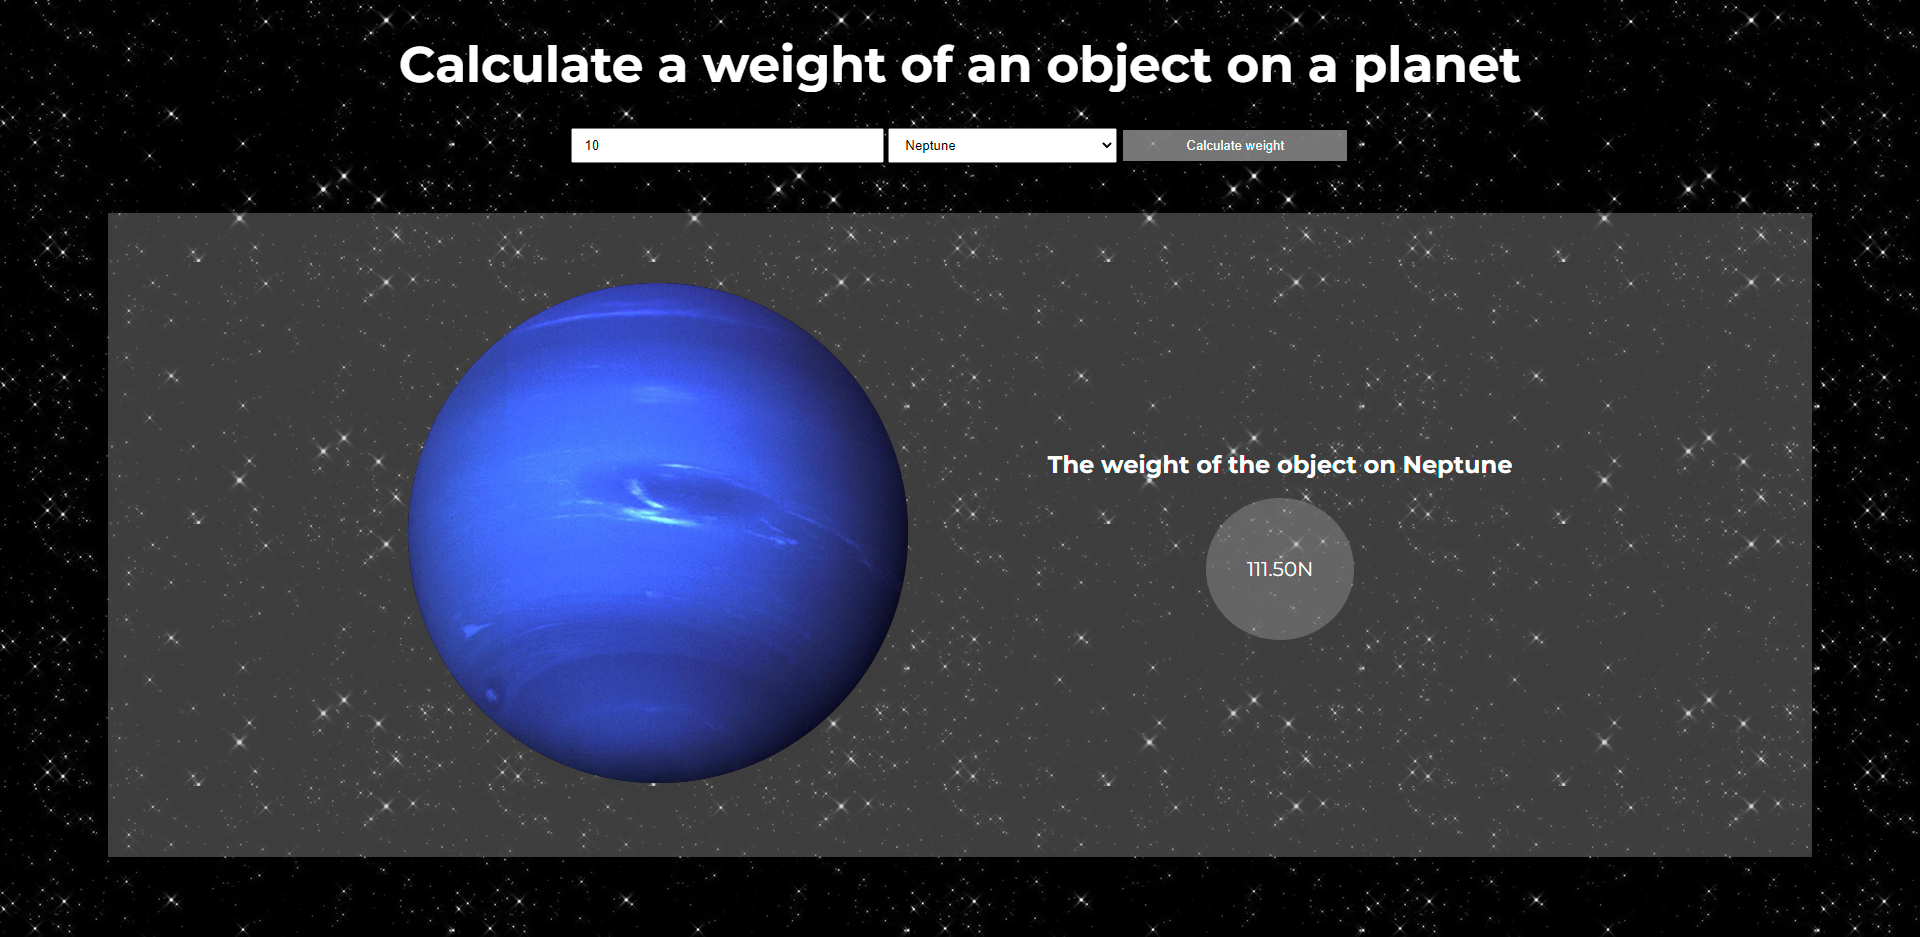 Calculate a weight of an object on a planet
10 Neptune Calculate weight
The weight of the object on Neptune
111.50N